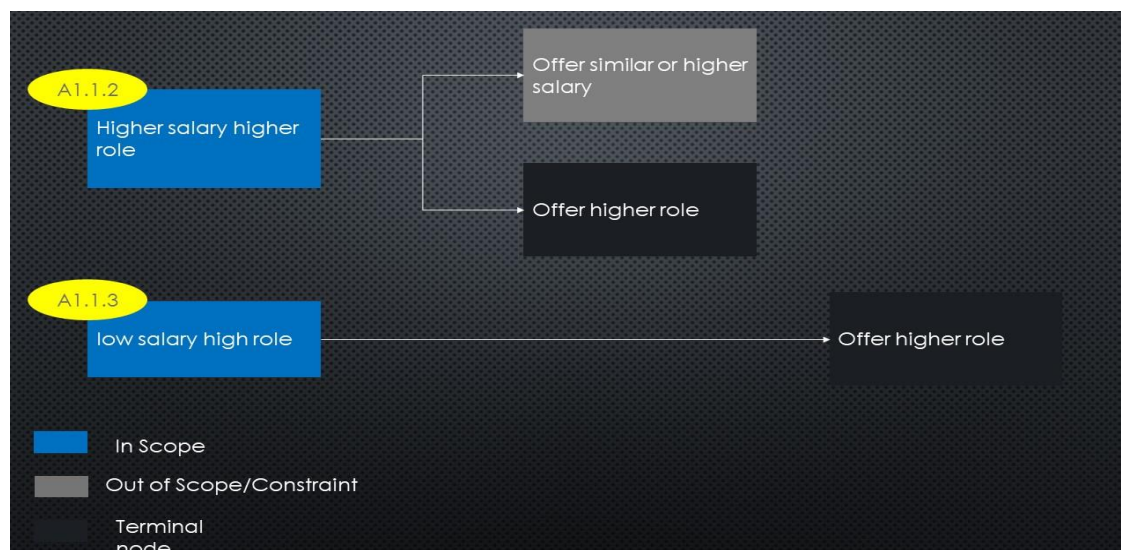 A1.1.2
Higher salary higher
role
Offer similar or higher
salary
Offer higher role
A1.1.3
low salary high role
Offer higher role
In Scope
Out of Scope/Constraint
Terminal
node